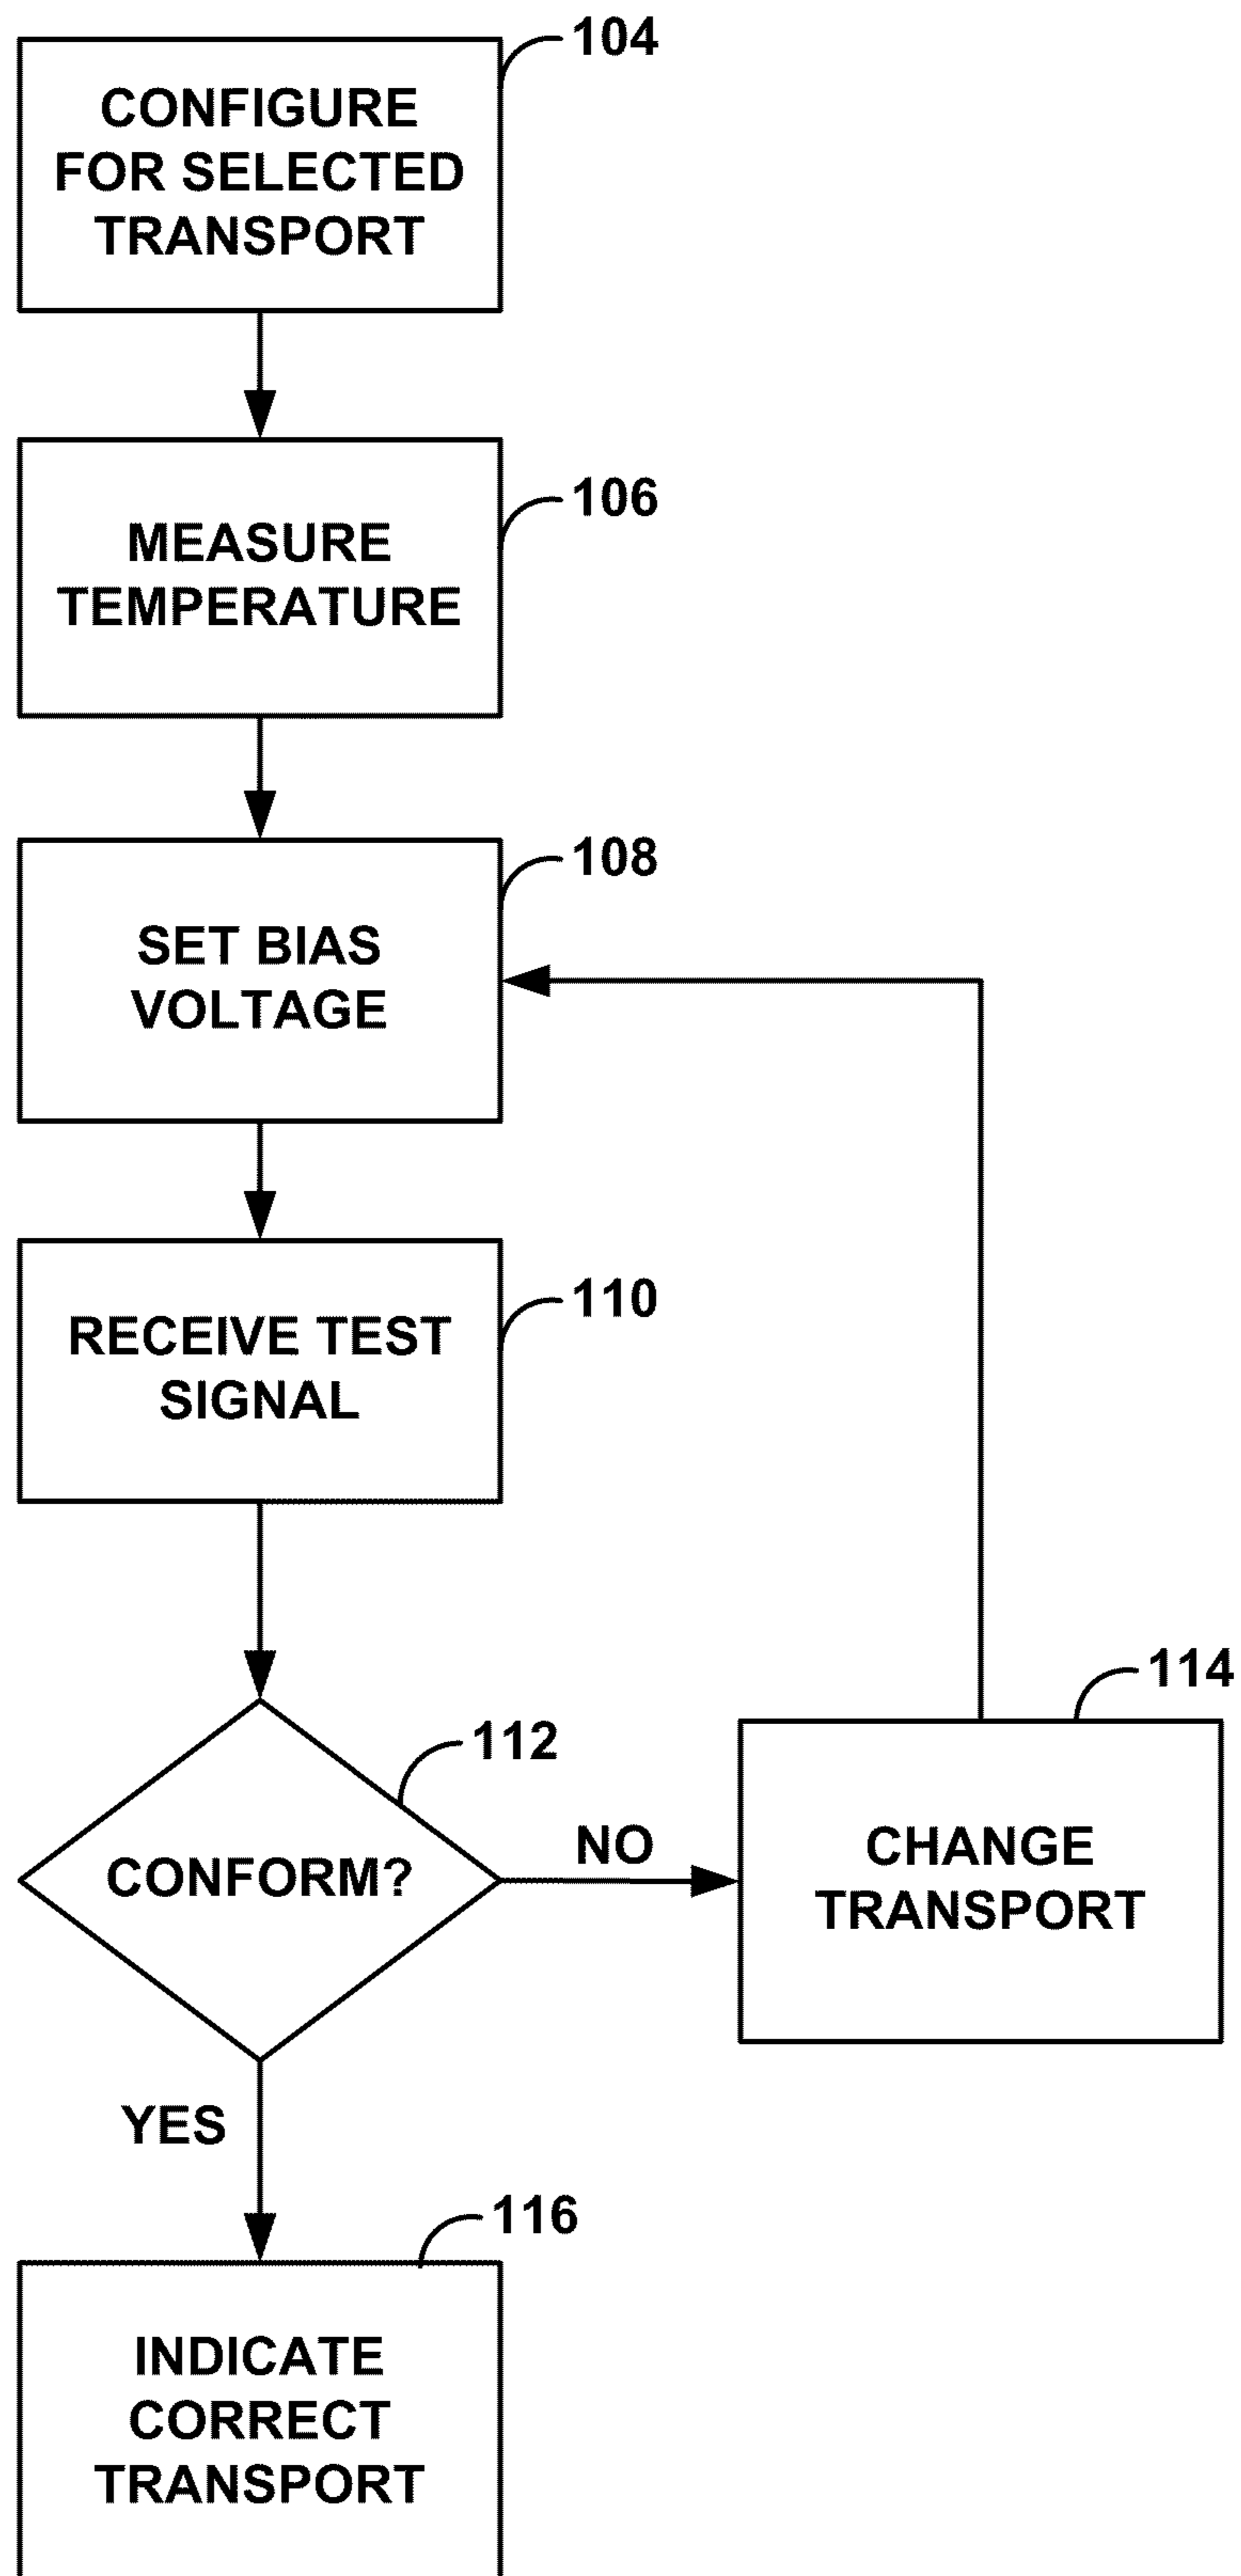 104
CONFIGURE
FOR SELECTED
TRANSPORT
106
MEASURE
TEMPERATURE
108
SET BIAS
VOLTAGE
110
RECEIVE TEST
SIGNAL
112
CONFORM?
NO
114
CHANGE
TRANSPORT
YES
116
INDICATE
CORRECT
TRANSPORT